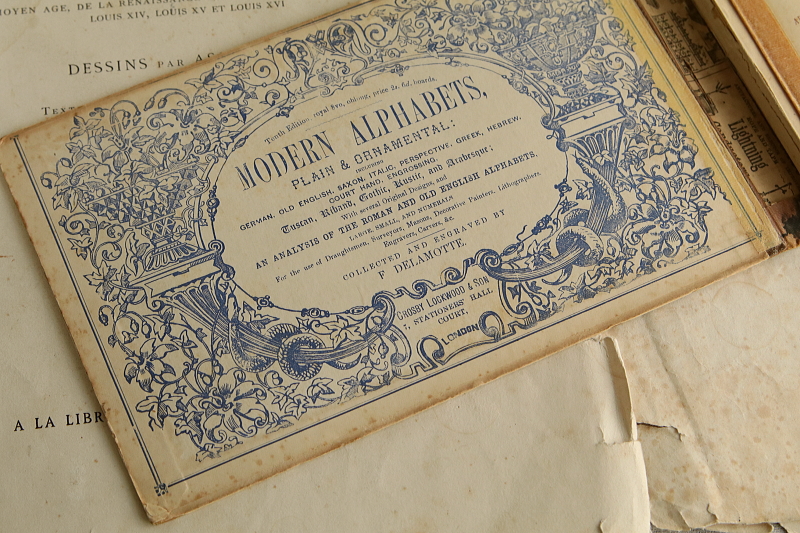 MOYEN AGE, DE LA RENAISSANCE
LOUIS XIV, LOUIS XV ET LOUIS XVI
DESSINS PAR
A LA LIBR
Tenth Edition, royal 8vo, oblong, price 2s. 6d. boards.
MODERN ALPHABETS,
PLAIN & ORNAMENTAL:
INCLUDING
GERMAN, OLD ENGLISH, SAXON, ITALIC, PERSPECTIVE, GREEK, HEBREW,
COURT HAND, ENGROSSING,
Tuscan, Riband, Gothic, Rustic, and Arabesque;
With several Original Designs, and
AN ANALYSIS OF THE ROMAN AND OLD ENGLISH ALPHABETS,
LARGE, SMALL, AND NUMERALS
For the use of Draughtsmen, Surveyors, Masons, Decorative Painters, Lithographers,
Engravers, Carvers, &c.
COLLECTED AND ENGRAVED BY
F DELAMOTTE.
CROSBY LOCKWOOD & SON
7, STATIONERS' HALL
COURT,
LONDON
Lightning